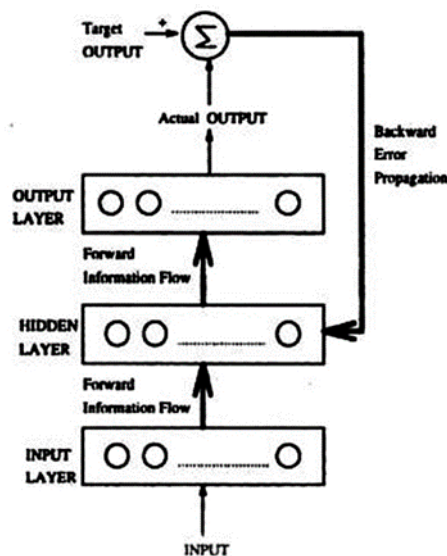 Target
OUTPUT
+
Σ
Actual OUTPUT
Backward
Error
Propagation
OUTPUT
LAYER
Forward
Information Flow
HIDDEN
LAYER
Forward
Information Flow
INPUT
LAYER
INPUT